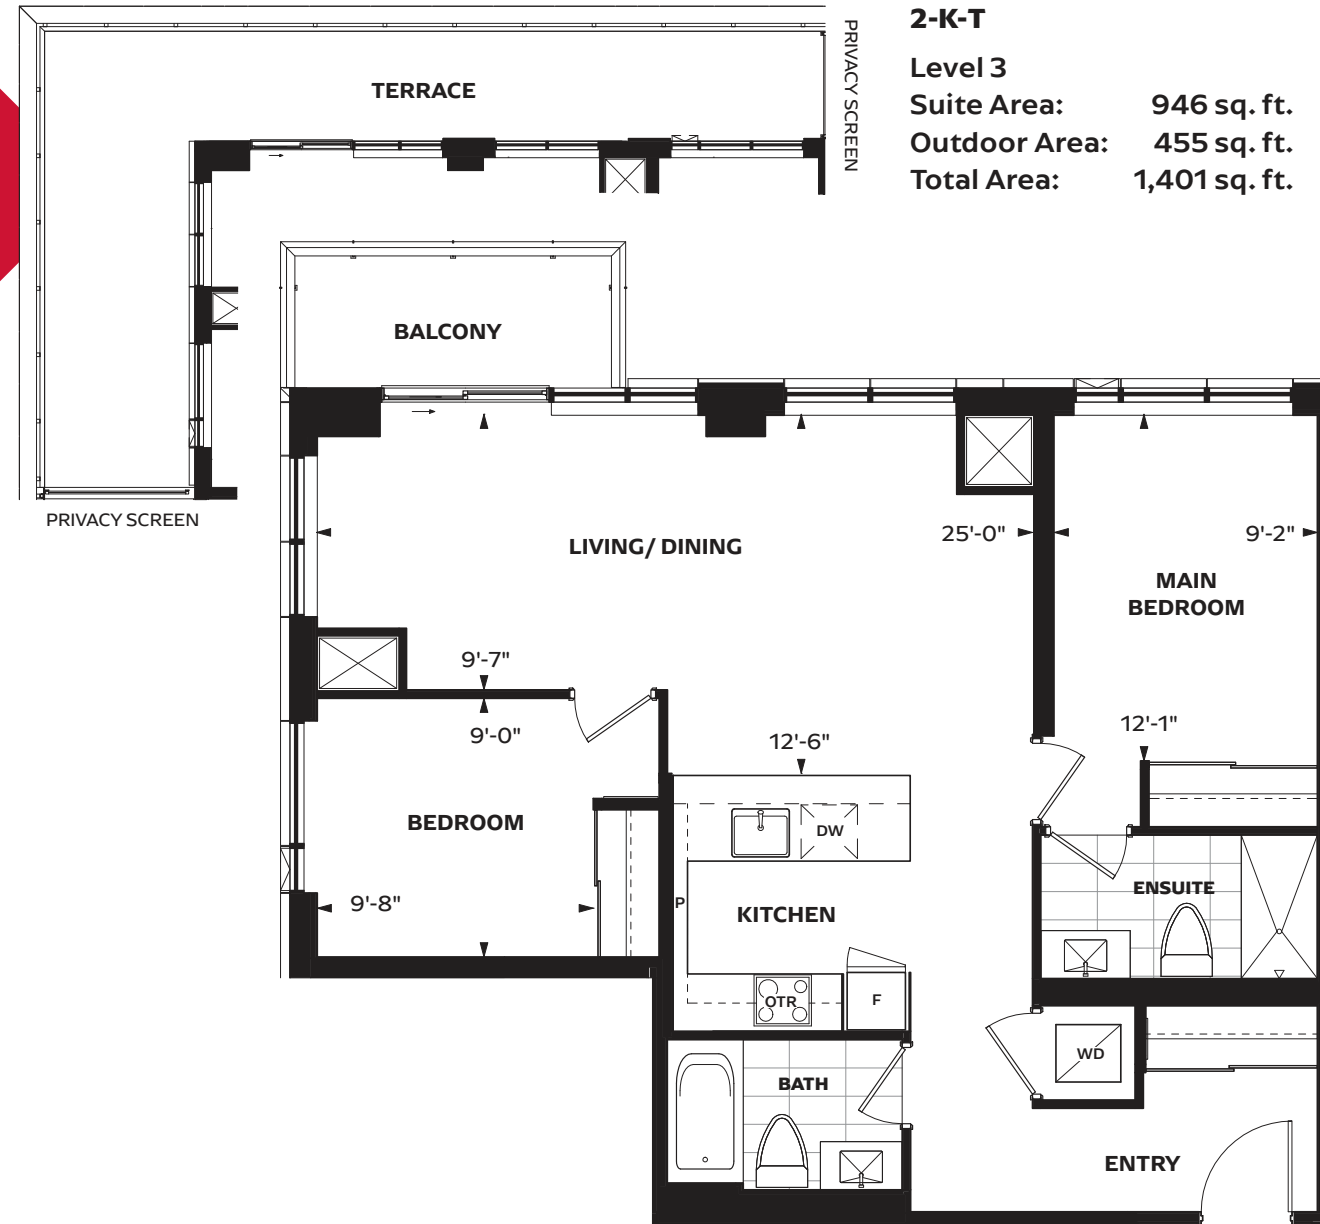 2-K-T
Level 3
Suite Area: 946 sq. ft.
Outdoor Area: 455 sq. ft.
Total Area: 1,401 sq. ft.
TERRACE
PRIVACY SCREEN
PRIVACY SCREEN
BALCONY
LIVING/ DINING
25'-0"
9'-2"
MAIN
BEDROOM
9'-7"
9'-0"
12'-6"
12'-1"
BEDROOM
9'-8"
DW
P
KITCHEN
ENSUITE
OTR
F
WD
BATH
ENTRY